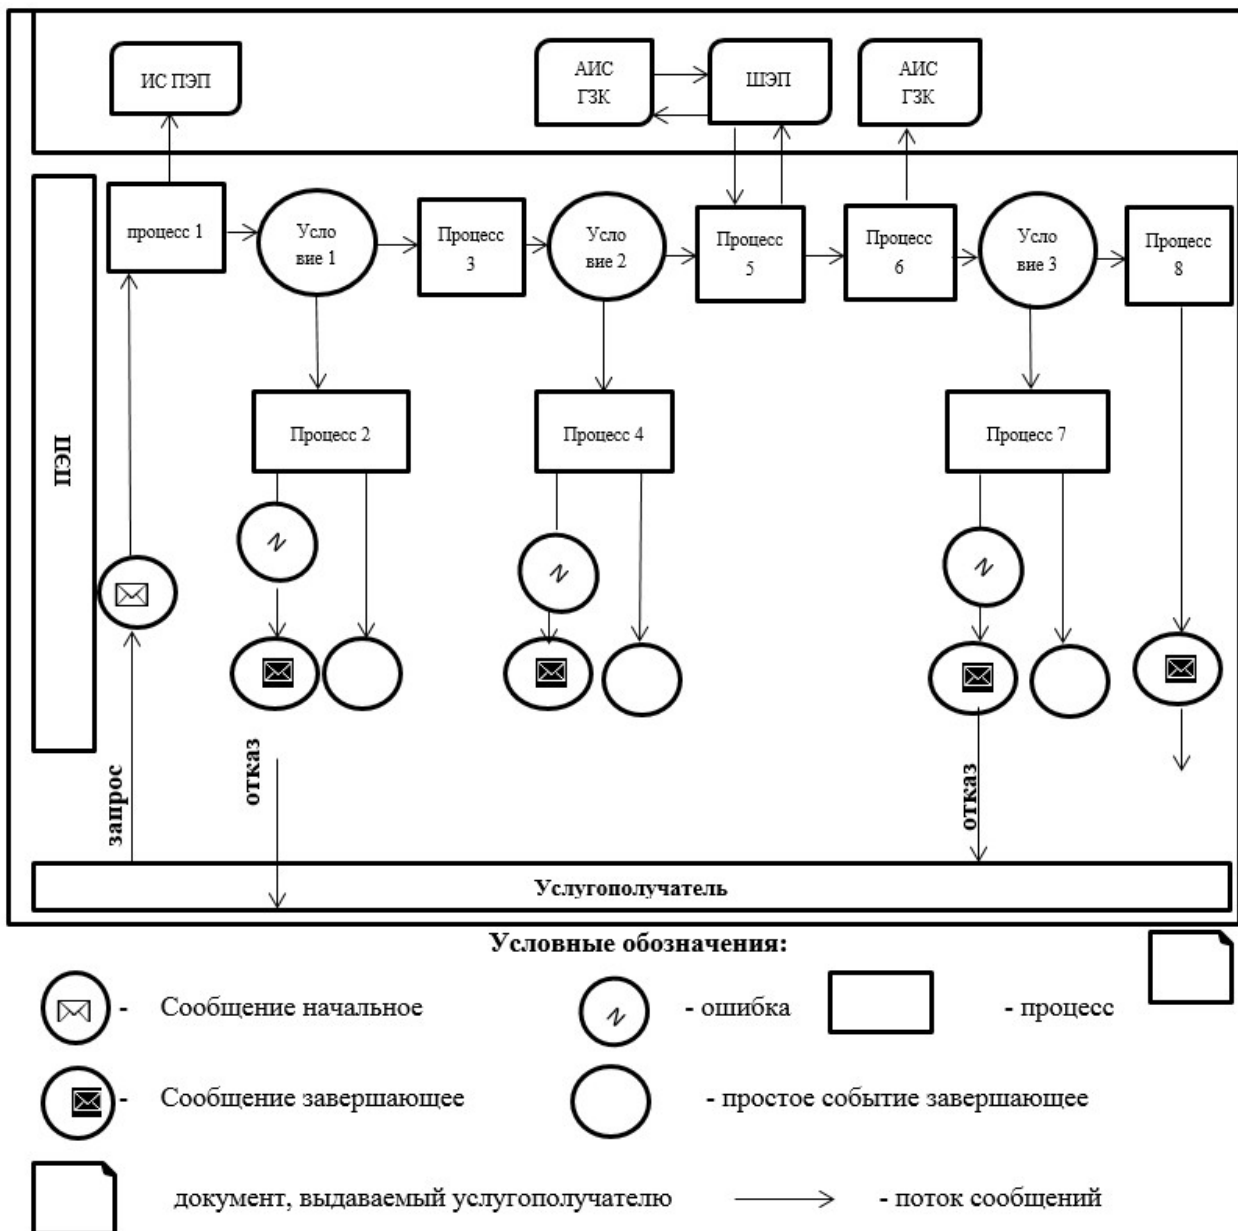 ИС ПЭП
АИС
ГЗК
ШЭП
АИС
ГЗК
процесс 1
Усло
вие 1
Процесс
3
Усло
вие 2
Процесс
5
Процесс
6
Усло
вие 3
Процесс
8
ПЭП
Процесс 2
Процесс 4
Процесс 7
N
N
N
запрос
отказ
отказ
Услугополучатель
Условные обозначения:
- Сообщение начальное
N - ошибка
- процесс
- Сообщение завершающее
- простое событие завершающее
документ, выдаваемый услугополучателю
- поток сообщений